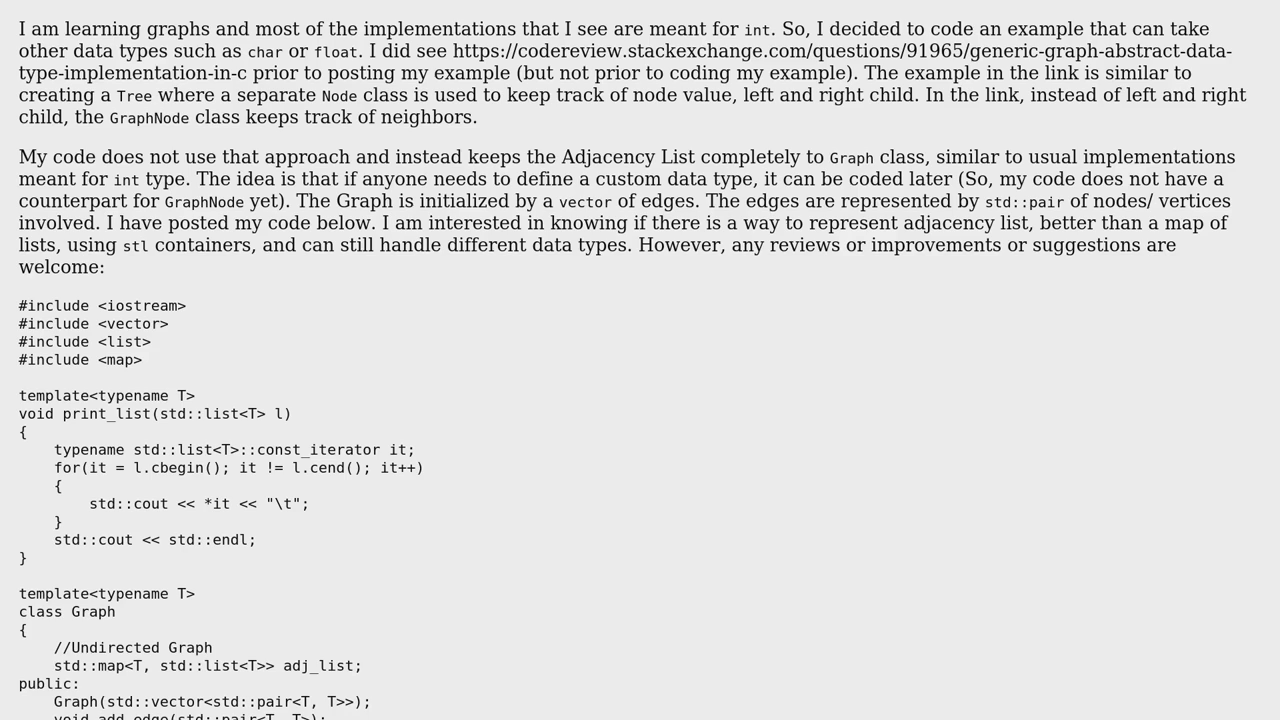 I am learning graphs and most of the implementations that I see are meant for int. So, I decided to code an example that can take
other data types such as char or float. I did see https://codereview.stackexchange.com/questions/91965/generic-graph-abstract-data-
type-implementation-in-c prior to posting my example (but not prior to coding my example). The example in the link is similar to
creating a Tree where a separate Node class is used to keep track of node value, left and right child. In the link, instead of left and right
child, the GraphNode class keeps track of neighbors.
My code does not use that approach and instead keeps the Adjacency List completely to Graph class, similar to usual implementations
meant for int type. The idea is that if anyone needs to define a custom data type, it can be coded later (So, my code does not have a
counterpart for GraphNode yet). The Graph is initialized by a vector of edges. The edges are represented by std::pair of nodes/ vertices
involved. I have posted my code below. I am interested in knowing if there is a way to represent adjacency list, better than a map of
lists, using stl containers, and can still handle different data types. However, any reviews or improvements or suggestions are
welcome:
#include <iostream>
#include <vector>
#include <list>
#include <map>
template<typename T>
void print_list(std::list<T> l)
{
    typename std::list<T>::const_iterator it;
    for(it = l.cbegin(); it != l.cend(); it++)
    {
        std::cout << *it << "\t";
    }
    std::cout << std::endl;
}
template<typename T>
class Graph
{
    //Undirected Graph
    std::map<T, std::list<T>> adj_list;
public:
    Graph(std::vector<std::pair<T, T>>);
    void add_edge(std::pair<T, T>);